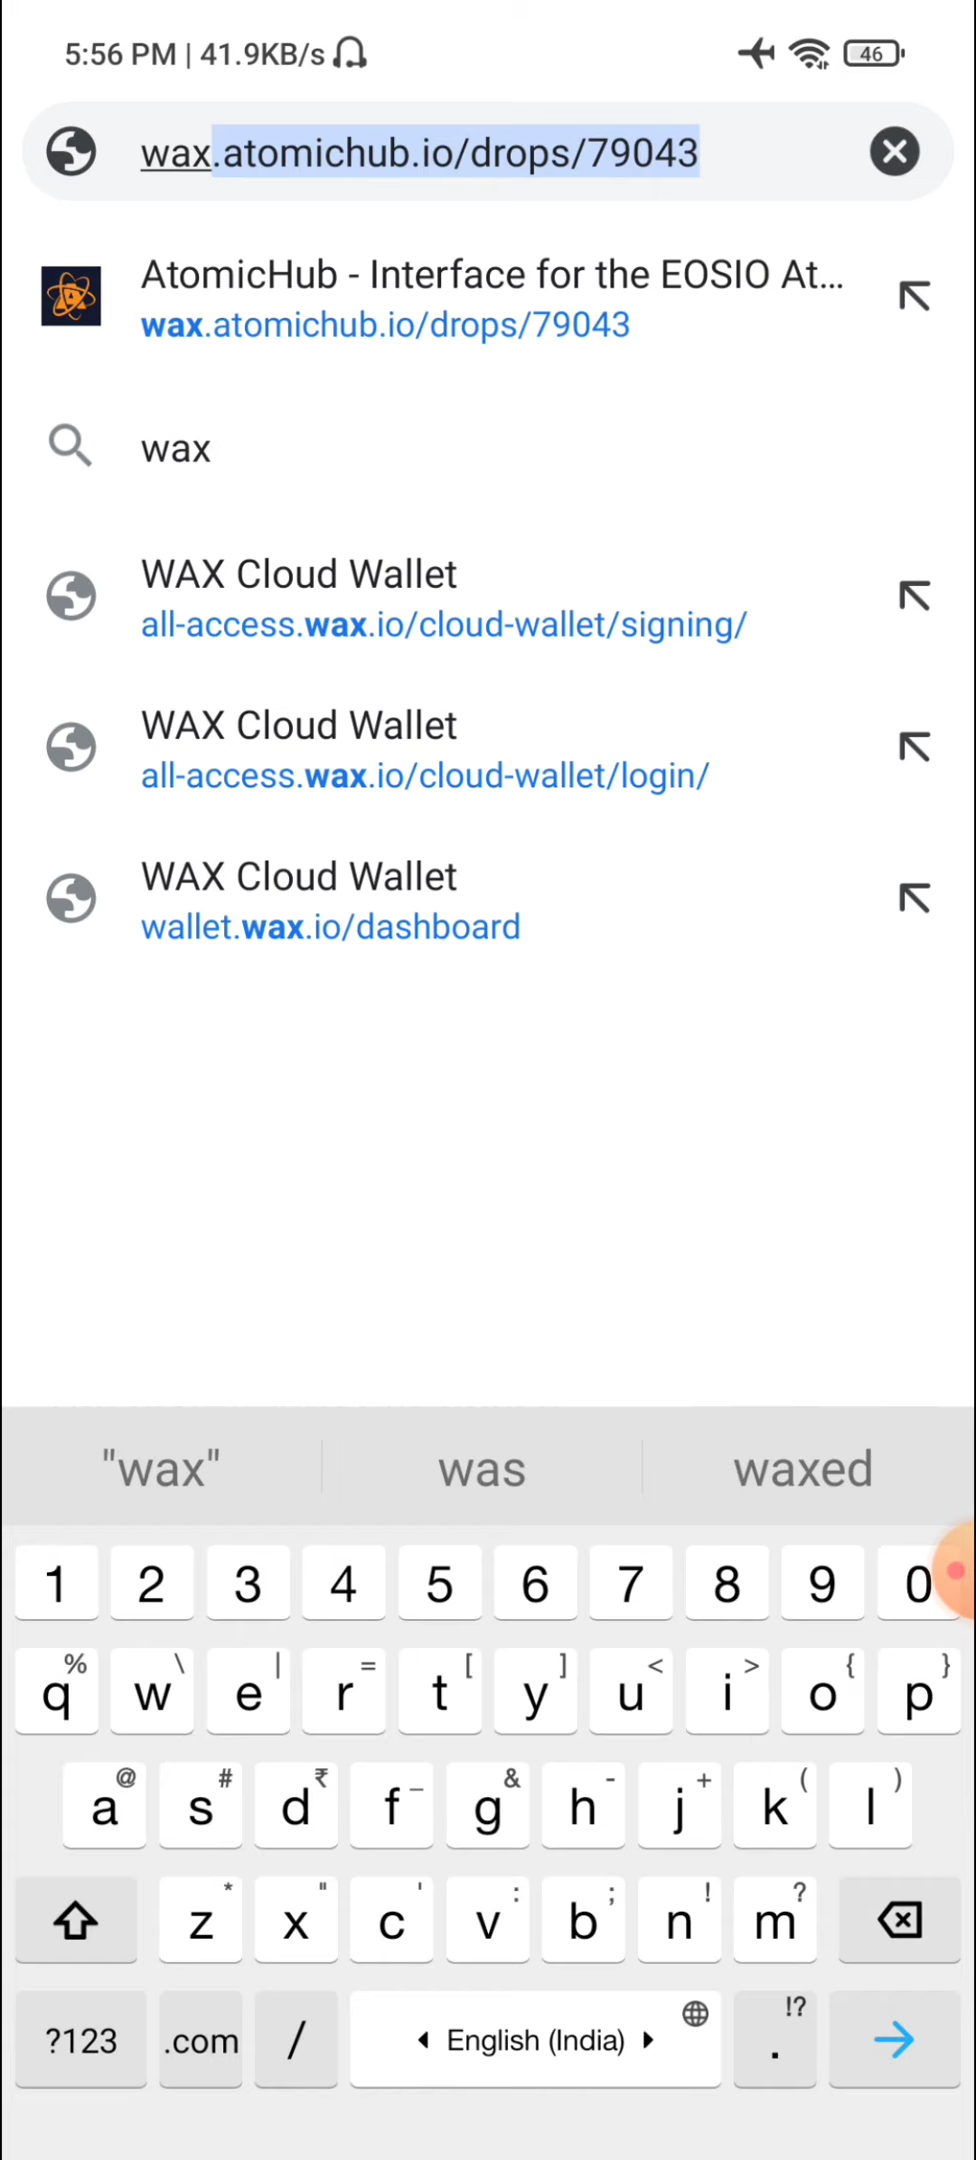 5:56 PM | 41.9KB/s
46
wax.atomichub.io/drops/79043
AtomicHub - Interface for the EOSIO At...
wax.atomichub.io/drops/79043
wax
WAX Cloud Wallet
all-access.wax.io/cloud-wallet/signing/
WAX Cloud Wallet
all-access.wax.io/cloud-wallet/login/
WAX Cloud Wallet
wallet.wax.io/dashboard
"wax" was waxed
1 2 3 4 5 6 7 8 9 0
% \ | = [ ] < > { }
q w e r t y u i o p
@ # ₹ _ & - + ( )
a s d f g h j k l
* " ' : ; ! ?
z x c v b n m
!?
?123 .com / English (India) .